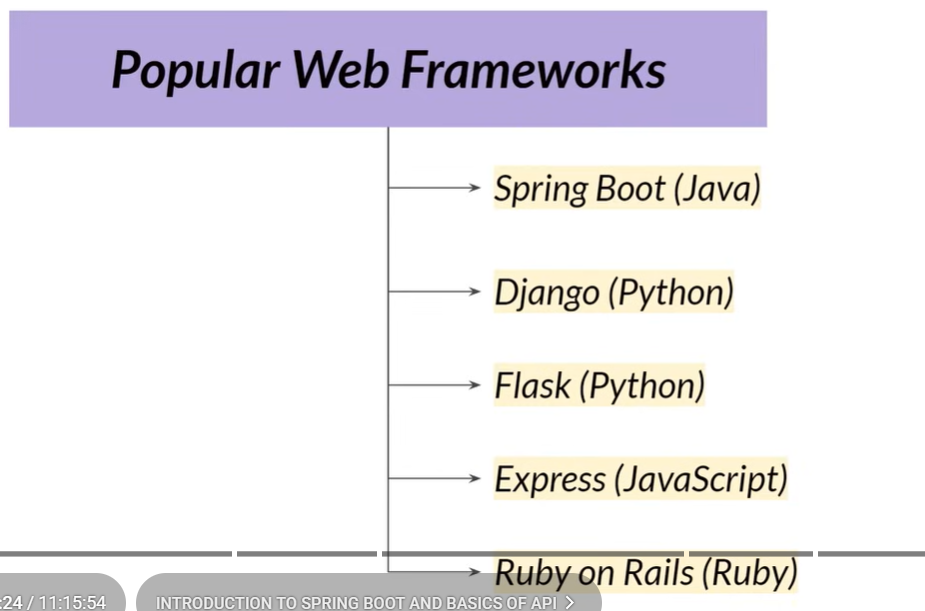 Popular Web Frameworks
Spring Boot (Java)
Django (Python)
Flask (Python)
Express (JavaScript)
Ruby on Rails (Ruby)
:24 / 11:15:54
INTRODUCTION TO SPRING BOOT AND BASICS OF API >